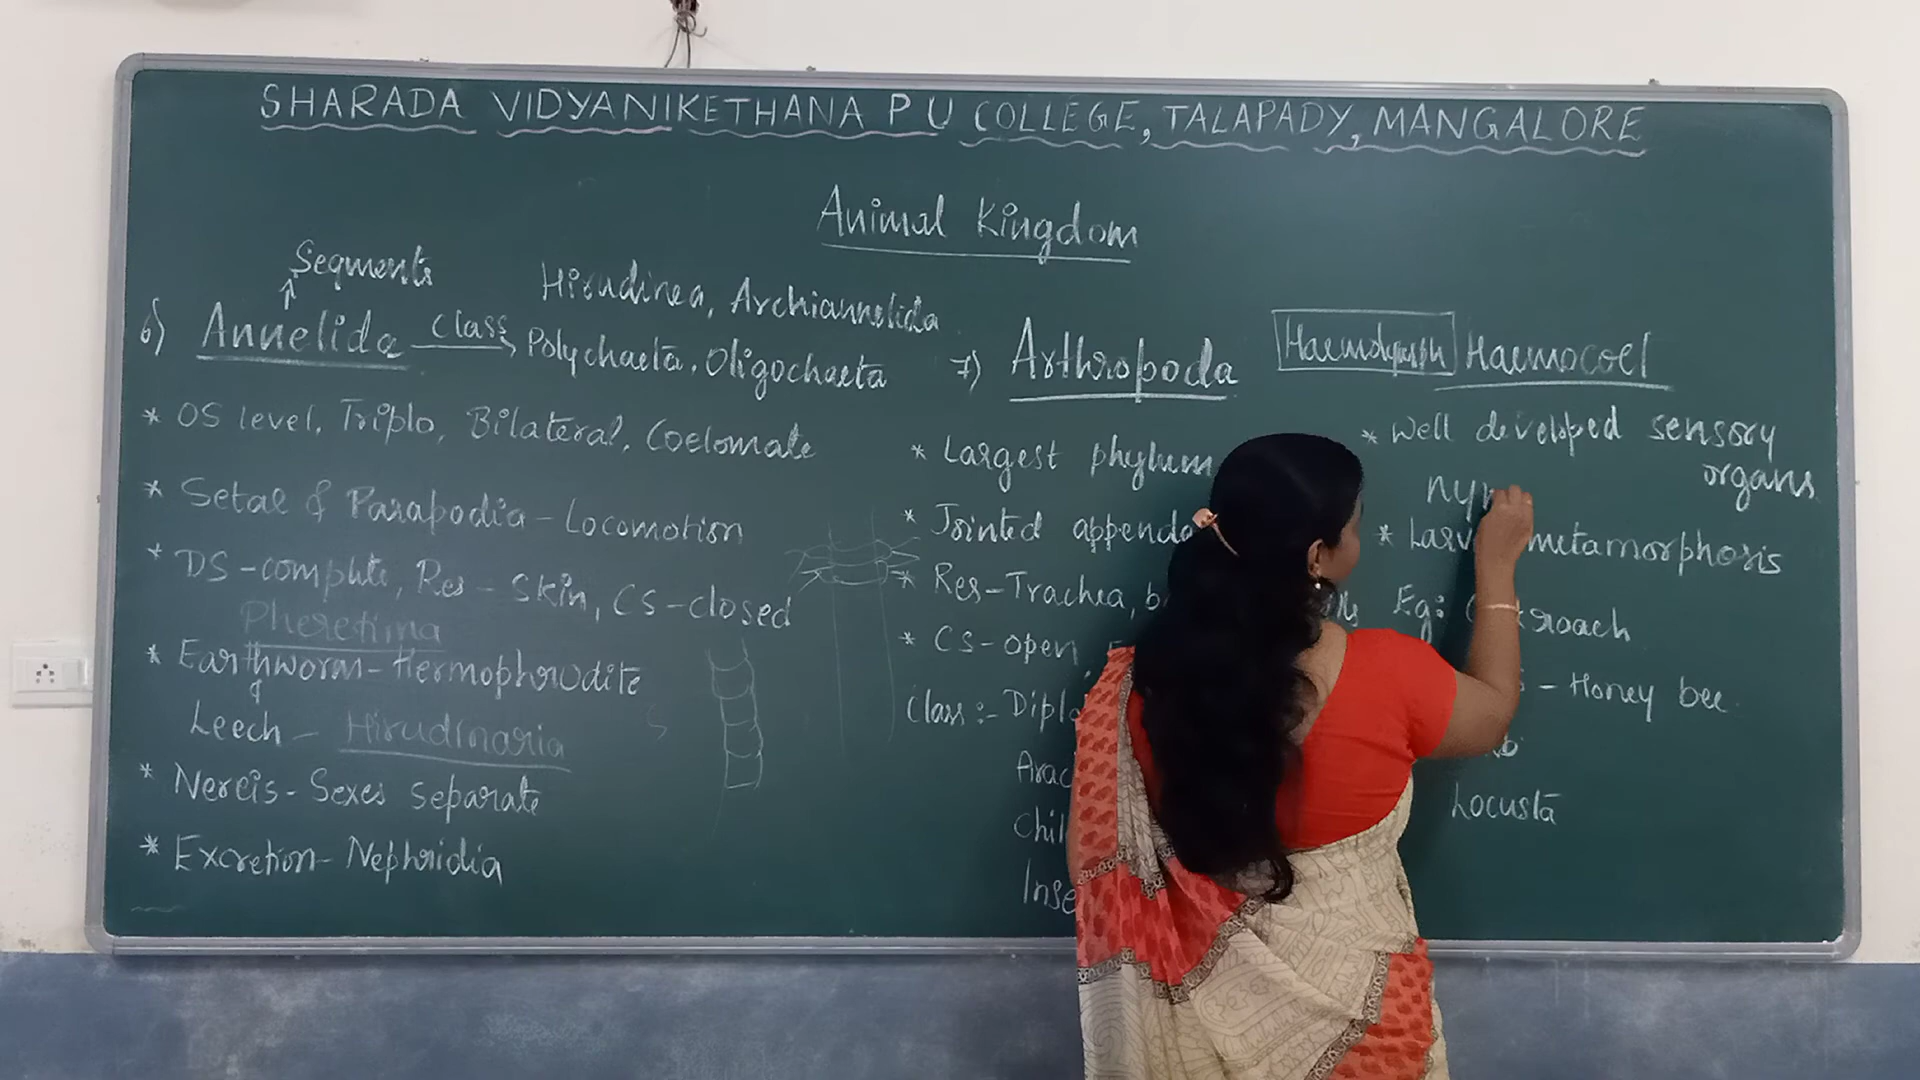 SHARADA VIDYANIKETHANA P U COLLEGE, TALAPADY, MANGALORE
Animal Kingdom
Segments
6) Annelida class
Hirudinea, Archiannelida
Polychaeta, Oligochaeta
* OS level, Triplo, Bilateral, Coelomate
* Setae & Parapodia - Locomotion
* DS - complete, Res - Skin, CS - closed
Pheretima
* Earthworm - Hermophrodite
&
Leech - Hirudinaria
* Nereis - Sexes separate
* Excretion - Nephridia
7) Arthropoda
* Largest phylum
* Jointed
* Res - Trachea,
* CS - open,
Class :-
Haemolymph Haemocoel
* Well developed sensory
organs
* metamorphosis
Eg:
- Honey bee
Locusta